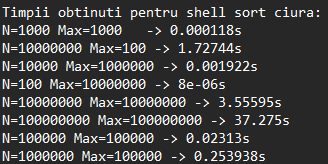 Timpii obtinuti pentru shell sort ciura:
N=1000 Max=1000   -> 0.000118s
N=10000000 Max=100 -> 1.72744s
N=10000 Max=10000000 -> 0.001922s
N=100 Max=10000000 -> 8e-06s
N=10000000 Max=10000000 -> 3.55595s
N=100000000 Max=100000000 -> 37.275s
N=100000 Max=100000 -> 0.02313s
N=1000000 Max=100000 -> 0.253938s